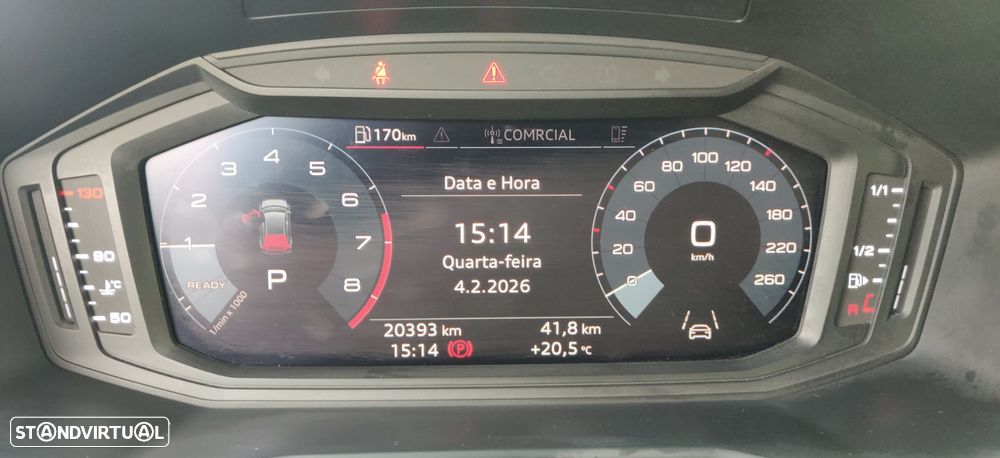 170km COMRCIAL
Data e Hora
15:14
Quarta-feira
4.2.2026
20393 km 41,8 km
15:14 (P) +20,5 °C
1 2 3 4 5 6 7 8
READY
1/min x 1000
P
0 20 40 60 80 100 120 140 180 220 260
0
km/h
130
90
°C
50
1/1
1/2
R
STANDVIRTUAL